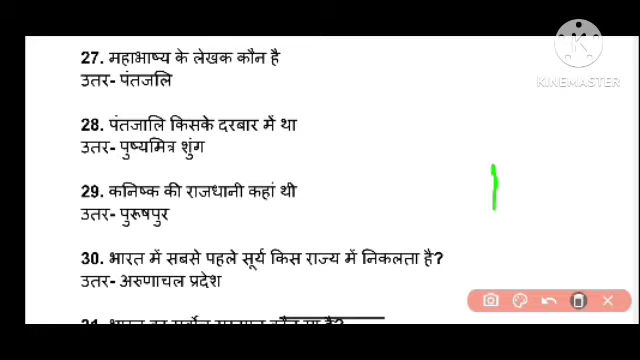 27. महाभाष्य के लेखक कौन है
उतर- पंतजलि
28. पंतजालि किसके दरबार में था
उतर- पुष्यमित्र शुंग
29. कनिष्क की राजधानी कहां थी
उतर- पुरूषपुर
30. भारत में सबसे पहले सूर्य किस राज्य में निकलता है?
उतर- अरुणाचल प्रदेश
KINEMASTER